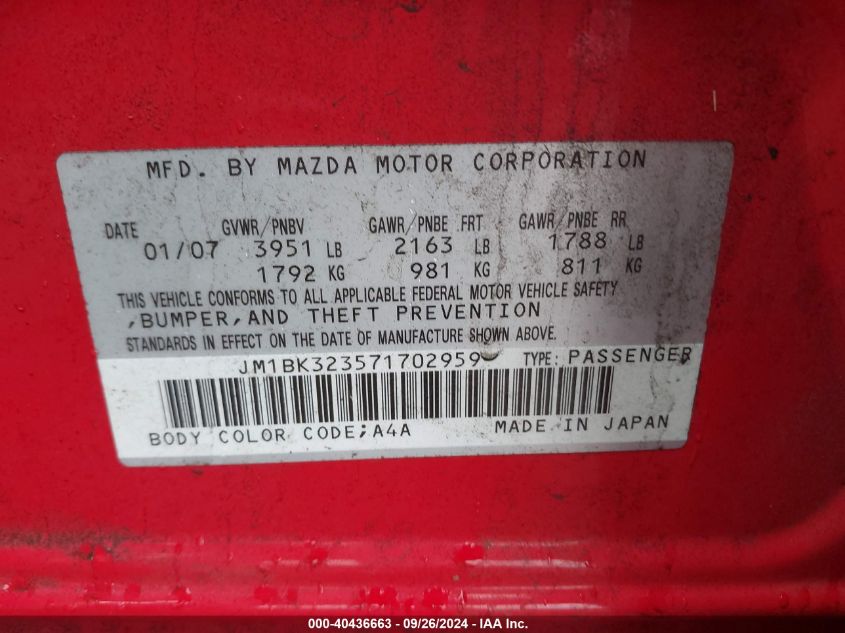 MFD. BY MAZDA MOTOR CORPORATION
DATE GVWR/PNBV GAWR/PNBE FRT GAWR/PNBE RR
01/07 3951 LB 2163 LB 1788 LB
1792 KG 981 KG 811 KG
THIS VEHICLE CONFORMS TO ALL APPLICABLE FEDERAL MOTOR VEHICLE SAFETY
,BUMPER,AND THEFT PREVENTION
STANDARDS IN EFFECT ON THE DATE OF MANUFACTURE SHOWN ABOVE.
JM1BK323571702959 TYPE: PASSENGER
BODY COLOR CODE;A4A MADE IN JAPAN
000-40436663 - 09/26/2024 - IAA Inc.